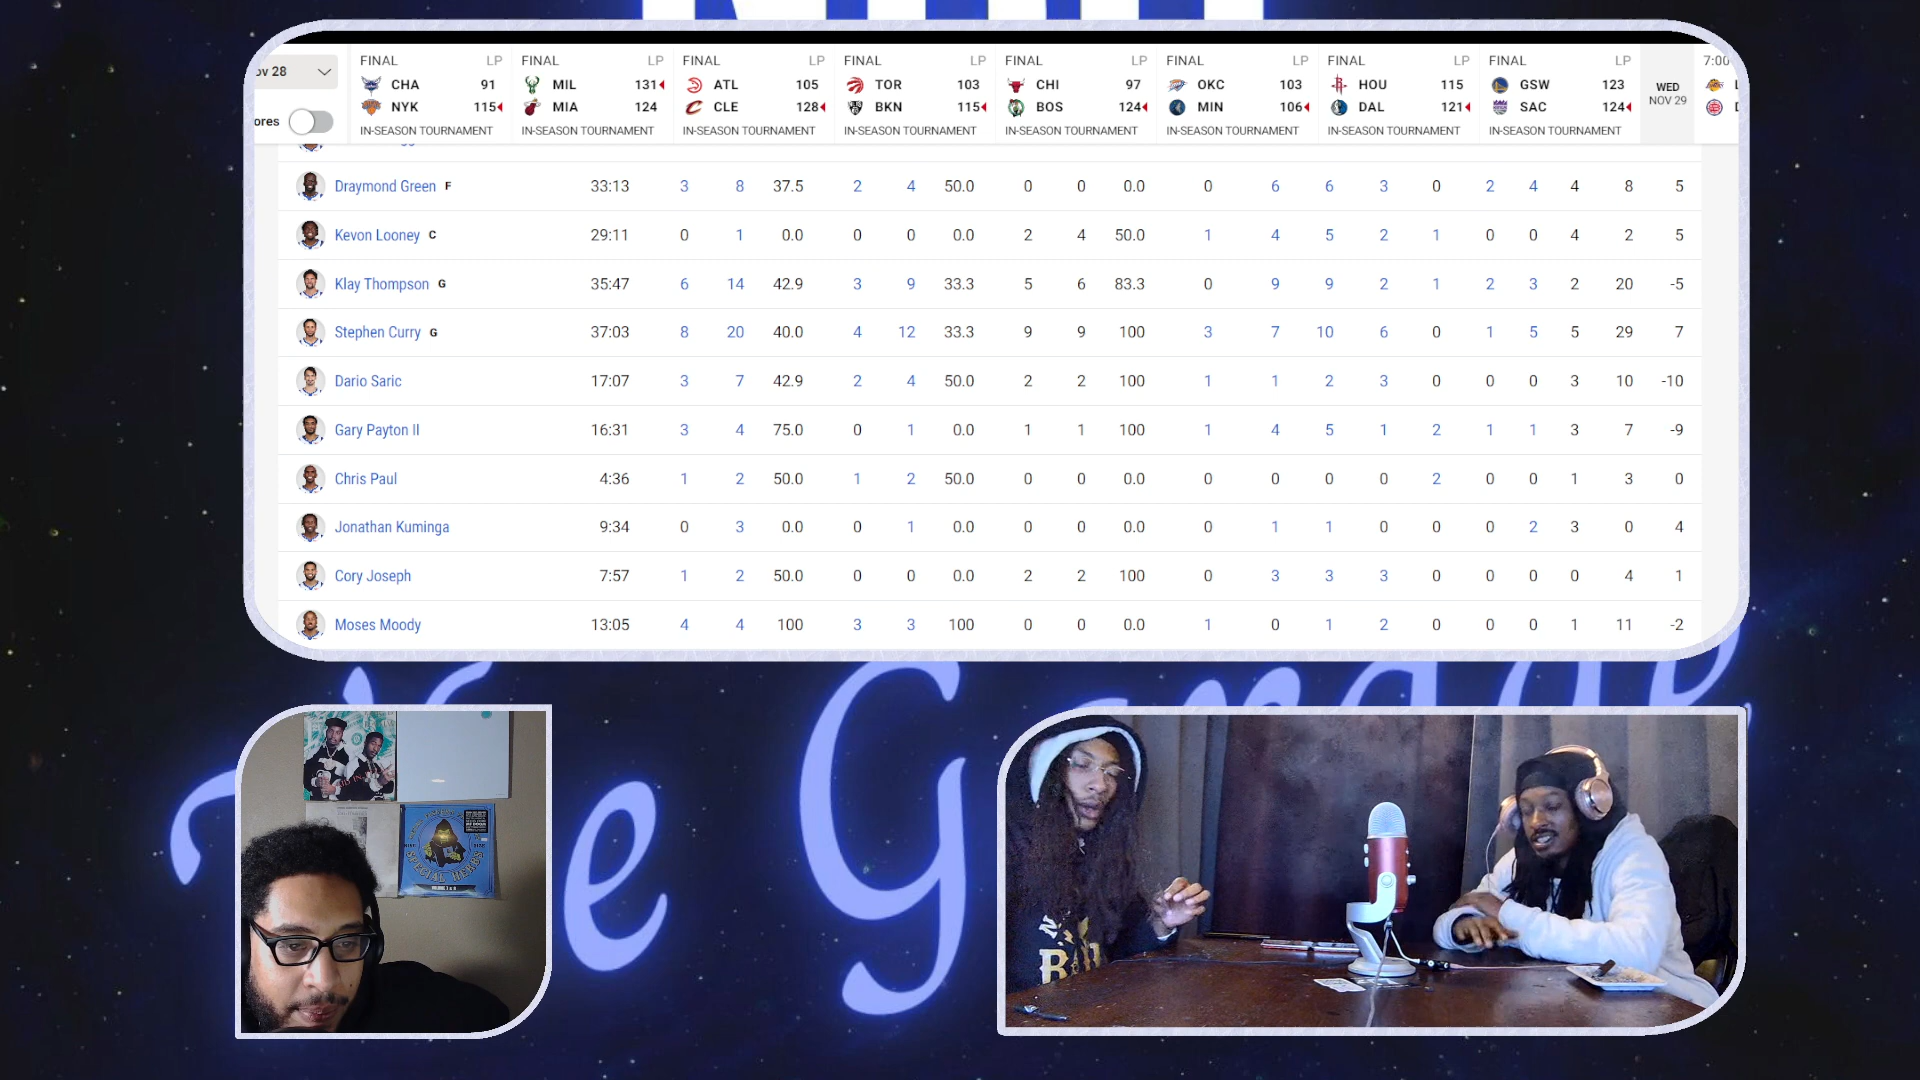 ov 28
FINAL LP
CHA 91
NYK 115
IN-SEASON TOURNAMENT
FINAL LP
MIL 131
MIA 124
IN-SEASON TOURNAMENT
FINAL LP
ATL 105
CLE 128
IN-SEASON TOURNAMENT
FINAL LP
TOR 103
BKN 115
IN-SEASON TOURNAMENT
FINAL LP
CHI 97
BOS 124
IN-SEASON TOURNAMENT
FINAL LP
OKC 103
MIN 106
IN-SEASON TOURNAMENT
FINAL LP
HOU 115
DAL 121
IN-SEASON TOURNAMENT
FINAL LP
GSW 123
SAC 124
IN-SEASON TOURNAMENT
WED
NOV 29
7:00
ores
Draymond Green F 33:13 3 8 37.5 2 4 50.0 0 0 0.0 0 6 6 3 0 2 4 4 8 5
Kevon Looney C 29:11 0 1 0.0 0 0 0.0 2 4 50.0 1 4 5 2 1 0 0 4 2 5
Klay Thompson G 35:47 6 14 42.9 3 9 33.3 5 6 83.3 0 9 9 2 1 2 3 2 20 -5
Stephen Curry G 37:03 8 20 40.0 4 12 33.3 9 9 100 3 7 10 6 0 1 5 5 29 7
Dario Saric 17:07 3 7 42.9 2 4 50.0 2 2 100 1 1 2 3 0 0 0 3 10 -10
Gary Payton II 16:31 3 4 75.0 0 1 0.0 1 1 100 1 4 5 1 2 1 1 3 7 -9
Chris Paul 4:36 1 2 50.0 1 2 50.0 0 0 0.0 0 0 0 0 2 0 0 1 3 0
Jonathan Kuminga 9:34 0 3 0.0 0 1 0.0 0 0 0.0 0 1 1 0 0 0 2 3 0 4
Cory Joseph 7:57 1 2 50.0 0 0 0.0 2 2 100 0 3 3 3 0 0 0 0 4 1
Moses Moody 13:05 4 4 100 3 3 100 0 0 0.0 1 0 1 2 0 0 0 1 11 -2
The Garage
SPECIAL HERBS